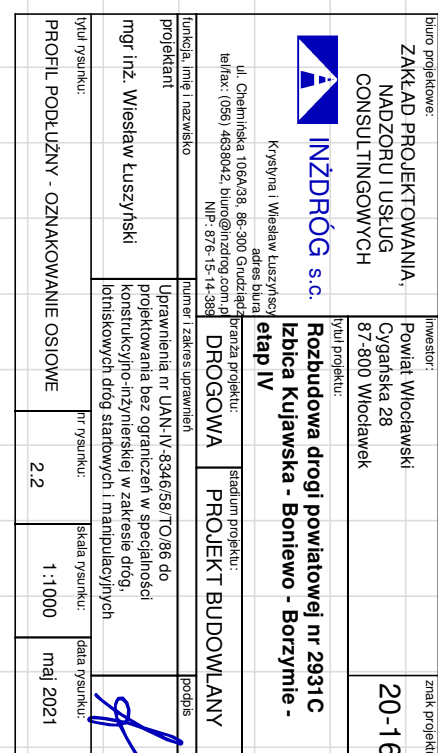 biuro projektowe:
ZAKŁAD PROJEKTOWANIA,
NADZORU I USŁUG
CONSULTINGOWYCH
INŻDRÓG s.c.
Krystyna i Wiesław Łuszyńscy
adres biura
ul. Chełmińska 106A/38, 86-300 Grudziądz
tel/fax: (056) 4638042, biuro@inzdrog.com.pl
NIP: 876-15-14-389
inwestor:
Powiat Włocławski
Cygańska 28
87-800 Włocławek
znak projektu
20-16
tytuł projektu:
Rozbudowa drogi powiatowej nr 2931C
Izbica Kujawska - Boniewo - Borzymie -
etap IV
branża projektu:
DROGOWA
stadium projektu:
PROJEKT BUDOWLANY
funkcja, imię i nazwisko
projektant
mgr inż. Wiesław Łuszyński
numer i zakres uprawnień
Uprawnienia nr UAN-IV-8346/58/TO/86 do
projektowania bez ograniczeń w specjalności
konstrukcyjno-inżynierskiej w zakresie dróg,
lotniskowych dróg startowych i manipulacyjnych
podpis
tytuł rysunku:
PROFIL PODŁUŻNY - OZNAKOWANIE OSIOWE
nr rysunku:
2.2
skala rysunku:
1:1000
data rysunku:
maj 2021